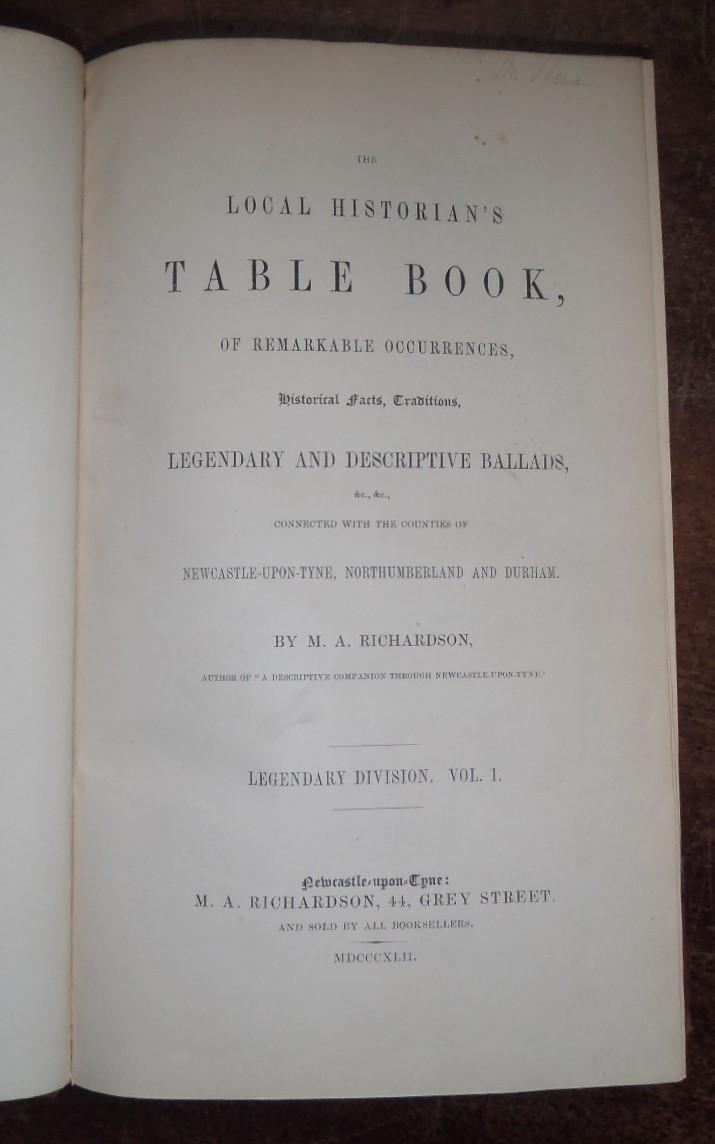 THE
LOCAL HISTORIAN'S
TABLE BOOK,
OF REMARKABLE OCCURRENCES,
Historical Facts, Traditions,
LEGENDARY AND DESCRIPTIVE BALLADS,
&c., &c.,
CONNECTED WITH THE COUNTIES OF
NEWCASTLE-UPON-TYNE, NORTHUMBERLAND AND DURHAM.
BY M. A. RICHARDSON,
AUTHOR OF "A DESCRIPTIVE COMPANION THROUGH NEWCASTLE-UPON-TYNE."
LEGENDARY DIVISION. VOL. I.
Newcastle-upon-Tyne:
M. A. RICHARDSON, 44, GREY STREET.
AND SOLD BY ALL BOOKSELLERS.
MDCCCXLII.